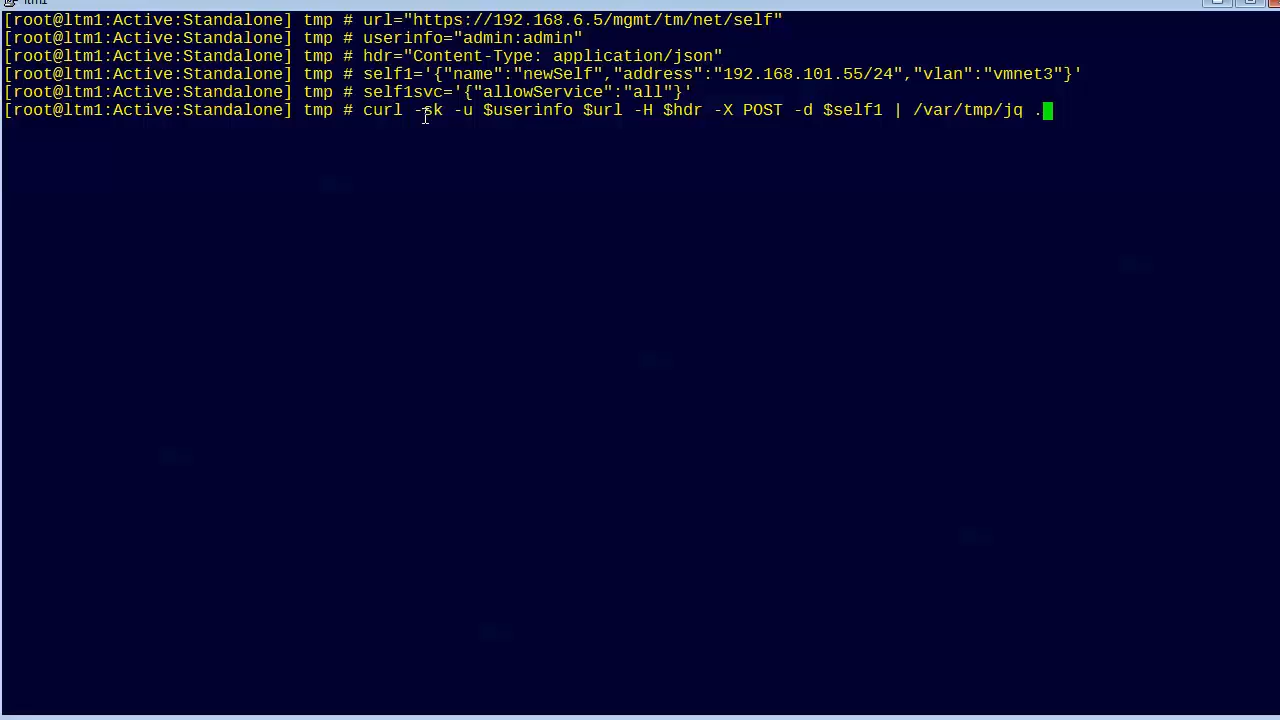 ltm1
[root@ltm1:Active:Standalone] tmp # url="https://192.168.6.5/mgmt/tm/net/self"
[root@ltm1:Active:Standalone] tmp # userinfo="admin:admin"
[root@ltm1:Active:Standalone] tmp # hdr="Content-Type: application/json"
[root@ltm1:Active:Standalone] tmp # self1='{"name":"newSelf","address":"192.168.101.55/24","vlan":"vmnet3"}'
[root@ltm1:Active:Standalone] tmp # self1svc='{"allowService":"all"}'
[root@ltm1:Active:Standalone] tmp # curl -sk -u $userinfo $url -H $hdr -X POST -d $self1 | /var/tmp/jq .